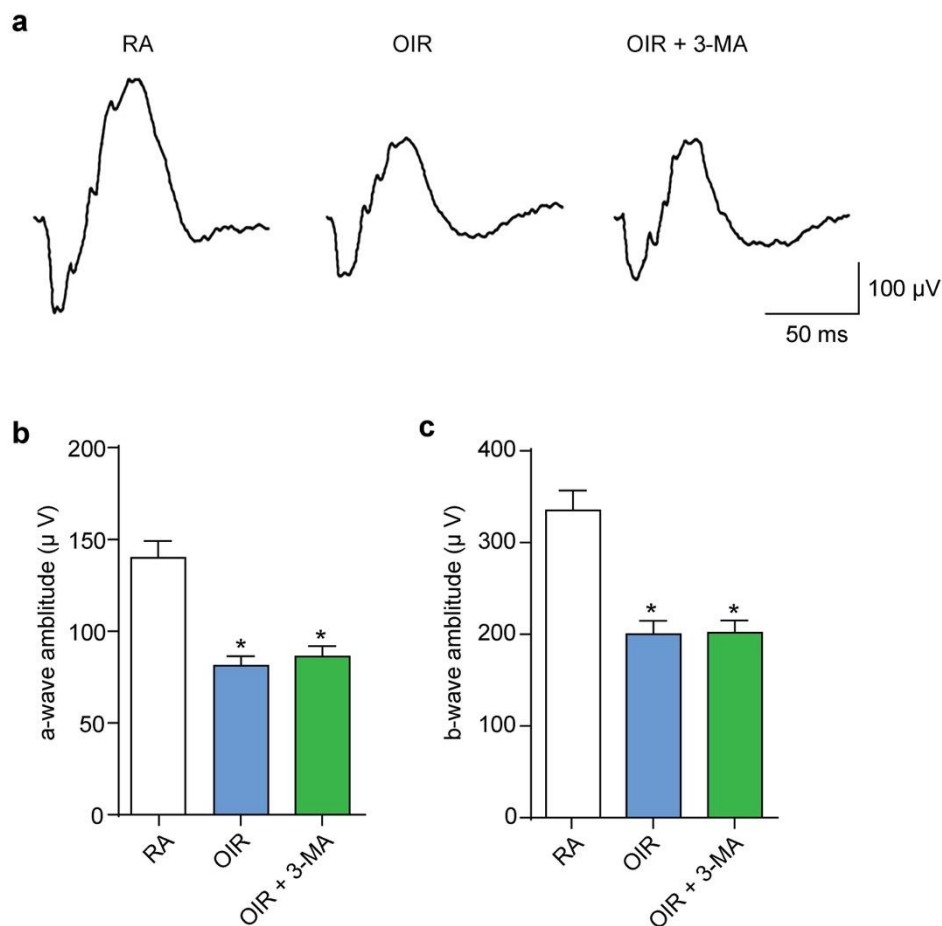 a
RA
OIR
OIR + 3-MA
100 µV
50 ms
b
a-wave amblitude (µ V)
200
150
100
50
0
*
*
RA
OIR
OIR + 3-MA
c
b-wave amblitude (µ V)
400
300
200
100
0
*
*
RA
OIR
OIR + 3-MA